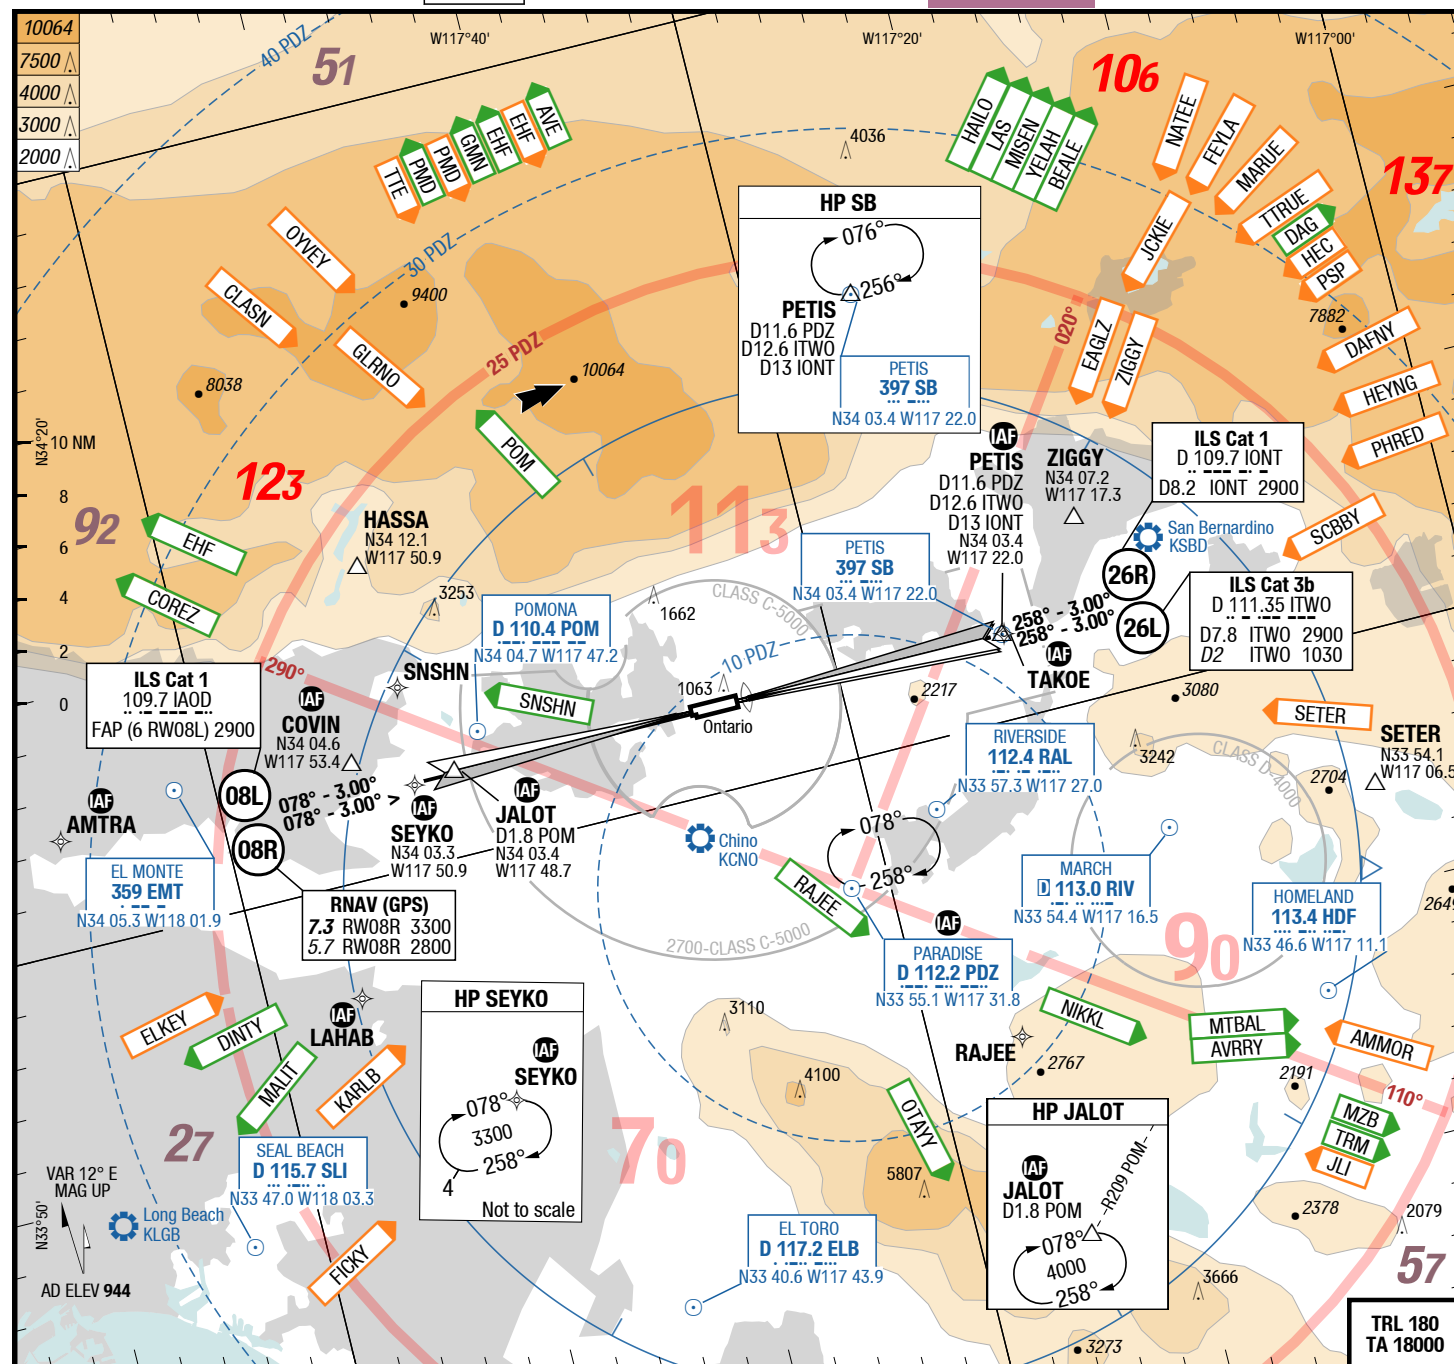 10064
7500
4000
3000
2000
40 PDZ
51
W117°40'
W117°20'
W117°00'
106
137
AVE
EHF
EHF
GMN
PMD
PMD
TTE
HAILO
LAS
MISEN
YELAH
BEALE
NATEE
FEYLA
MARUE
TTRUE
DAG
HEC
PSP
JCKIE
4036
OYVEY
30 PDZ
9400
CLASN
GLRNO
8038
25 PDZ
10064
POM
HP SB
076°
256°
PETIS
D11.6 PDZ
D12.6 ITWO
D13 IONT
PETIS
397 SB
N34 03.4 W117 22.0
020°
EAGLZ
ZIGGY
7882
DAFNY
HEYNG
PHRED
SCBBY
N34°20'
10 NM
8
6
4
2
0
92
123
113
EHF
COREZ
HASSA
N34 12.1
W117 50.9
3253
IAF
PETIS
D11.6 PDZ
D12.6 ITWO
D13 IONT
N34 03.4
W117 22.0
ZIGGY
N34 07.2
W117 17.3
ILS Cat 1
D 109.7 IONT
D8.2 IONT 2900
San Bernardino
KSBD
PETIS
397 SB
N34 03.4 W117 22.0
26R
26L
258° - 3.00°
258° - 3.00°
ILS Cat 3b
D 111.35 ITWO
D7.8 ITWO 2900
D2 ITWO 1030
IAF
TAKOE
POMONA
D 110.4 POM
N34 04.7 W117 47.2
1662
CLASS C-5000
10 PDZ
1063
Ontario
2217
3080
SNSHN
SNSHN
290°
ILS Cat 1
109.7 IAOD
FAP (6 RW08L) 2900
IAF
COVIN
N34 04.6
W117 53.4
08L
08R
078° - 3.00°
078° - 3.00° >
IAF
AMTRA
IAF
SEYKO
N34 03.3
W117 50.9
IAF
JALOT
D1.8 POM
N34 03.4
W117 48.7
EL MONTE
359 EMT
N34 05.3 W118 01.9
RNAV (GPS)
7.3 RW08R 3300
5.7 RW08R 2800
RIVERSIDE
112.4 RAL
N33 57.3 W117 27.0
SETER
SETER
N33 54.1
W117 06.5
3242
CLASS D-4000
2704
Chino
KCNO
078°
258°
RAJEE
2700-CLASS C-5000
MARCH
D 113.0 RIV
N33 54.4 W117 16.5
HOMELAND
113.4 HDF
N33 46.6 W117 11.1
2649
90
IAF
PARADISE
D 112.2 PDZ
N33 55.1 W117 31.8
RAJEE
2767
NIKKL
MTBAL
AVRRY
AMMOR
2191
110°
MZB
TRM
JLI
ELKEY
DINTY
MALIT
IAF
LAHAB
KARLB
27
HP SEYKO
IAF
SEYKO
078°
3300
258°
4
Not to scale
3110
4100
70
OTAYY
5807
SEAL BEACH
D 115.7 SLI
N33 47.0 W118 03.3
VAR 12° E
MAG UP
N33°50'
Long Beach
KLGB
AD ELEV 944
FICKY
EL TORO
D 117.2 ELB
N33 40.6 W117 43.9
HP JALOT
IAF
JALOT
D1.8 POM
R209 POM
078°
4000
258°
2378
2079
3666
3273
57
TRL 180
TA 18000